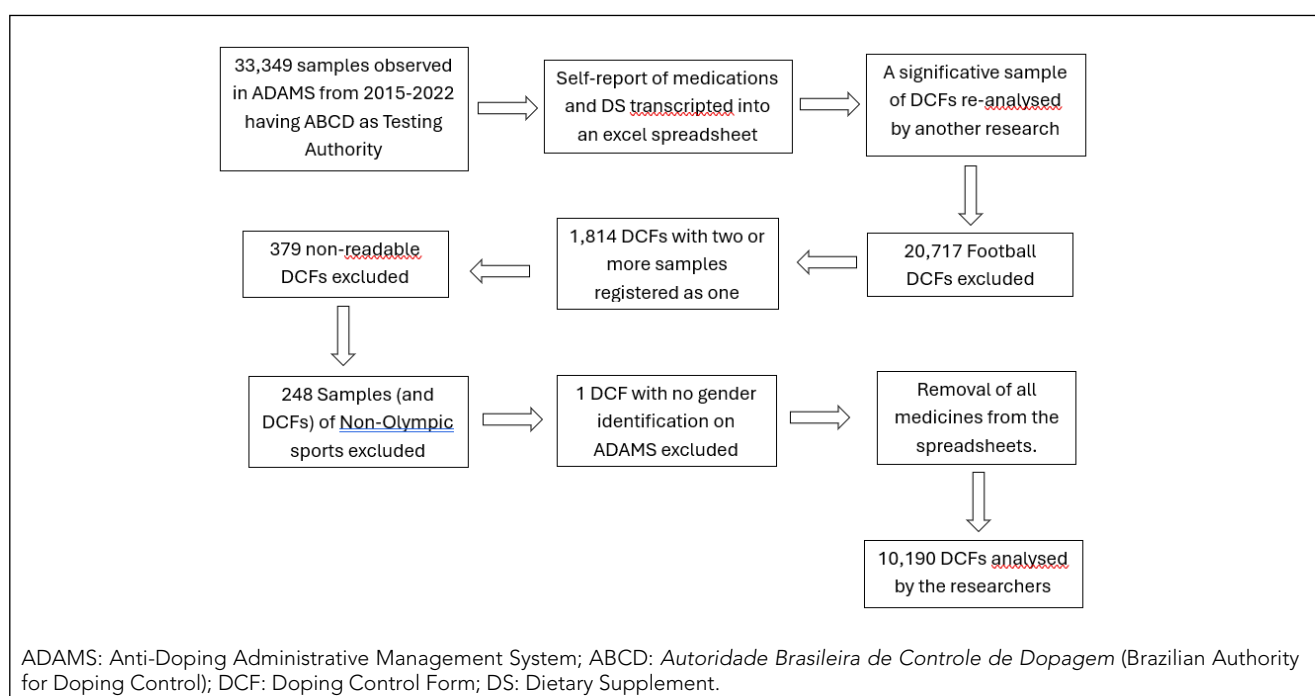 33,349 samples observed
in ADAMS from 2015-2022
having ABCD as Testing
Authority
Self-report of medications
and DS transcripted into
an excel spreadsheet
A significative sample
of DCFs re-analysed
by another research
20,717 Football
DCFs excluded
1,814 DCFs with two or
more samples
registered as one
379 non-readable
DCFs excluded
248 Samples (and
DCFs) of Non-Olympic
sports excluded
1 DCF with no gender
identification on
ADAMS excluded
Removal of all
medicines from the
spreadsheets.
10,190 DCFs analysed
by the researchers
ADAMS: Anti-Doping Administrative Management System; ABCD: Autoridade Brasileira de Controle de Dopagem (Brazilian Authority
for Doping Control); DCF: Doping Control Form; DS: Dietary Supplement.